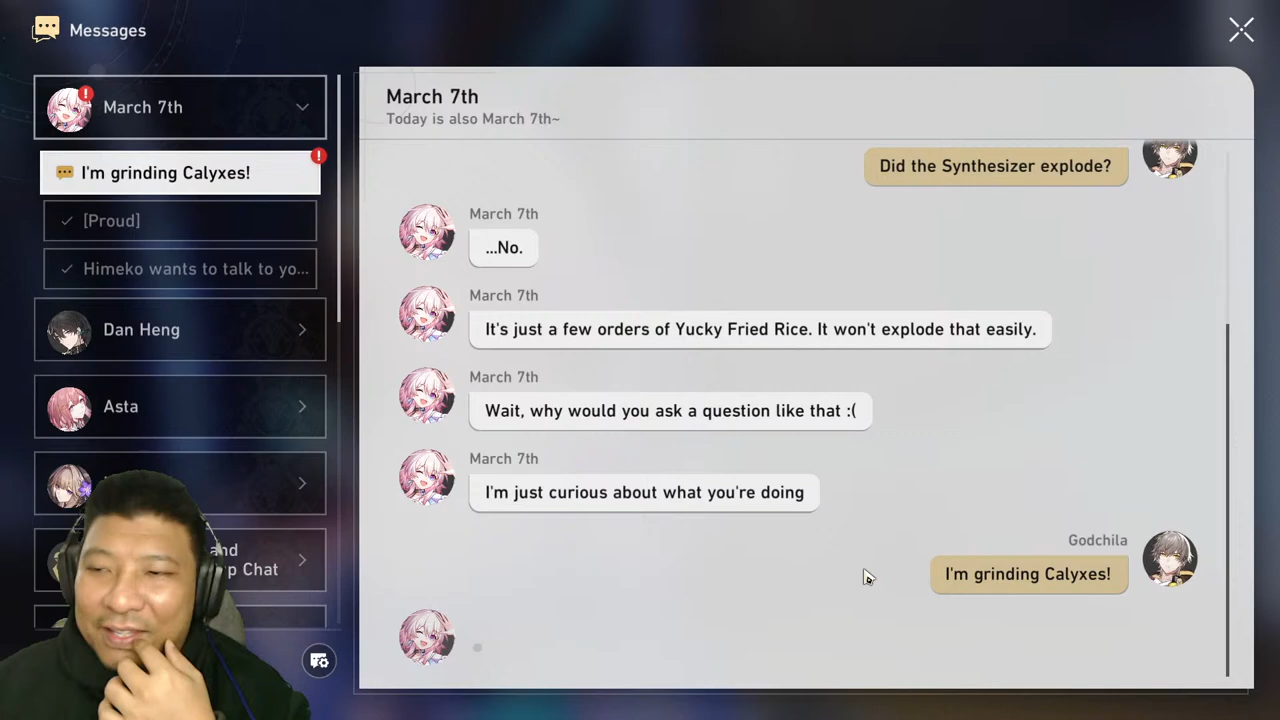 Messages
March 7th
I'm grinding Calyxes!
[Proud]
Himeko wants to talk to yo...
Dan Heng
Asta
and
p Chat
March 7th
Today is also March 7th~
Did the Synthesizer explode?
March 7th
...No.
March 7th
It's just a few orders of Yucky Fried Rice. It won't explode that easily.
March 7th
Wait, why would you ask a question like that :(
March 7th
I'm just curious about what you're doing
Godchila
I'm grinding Calyxes!